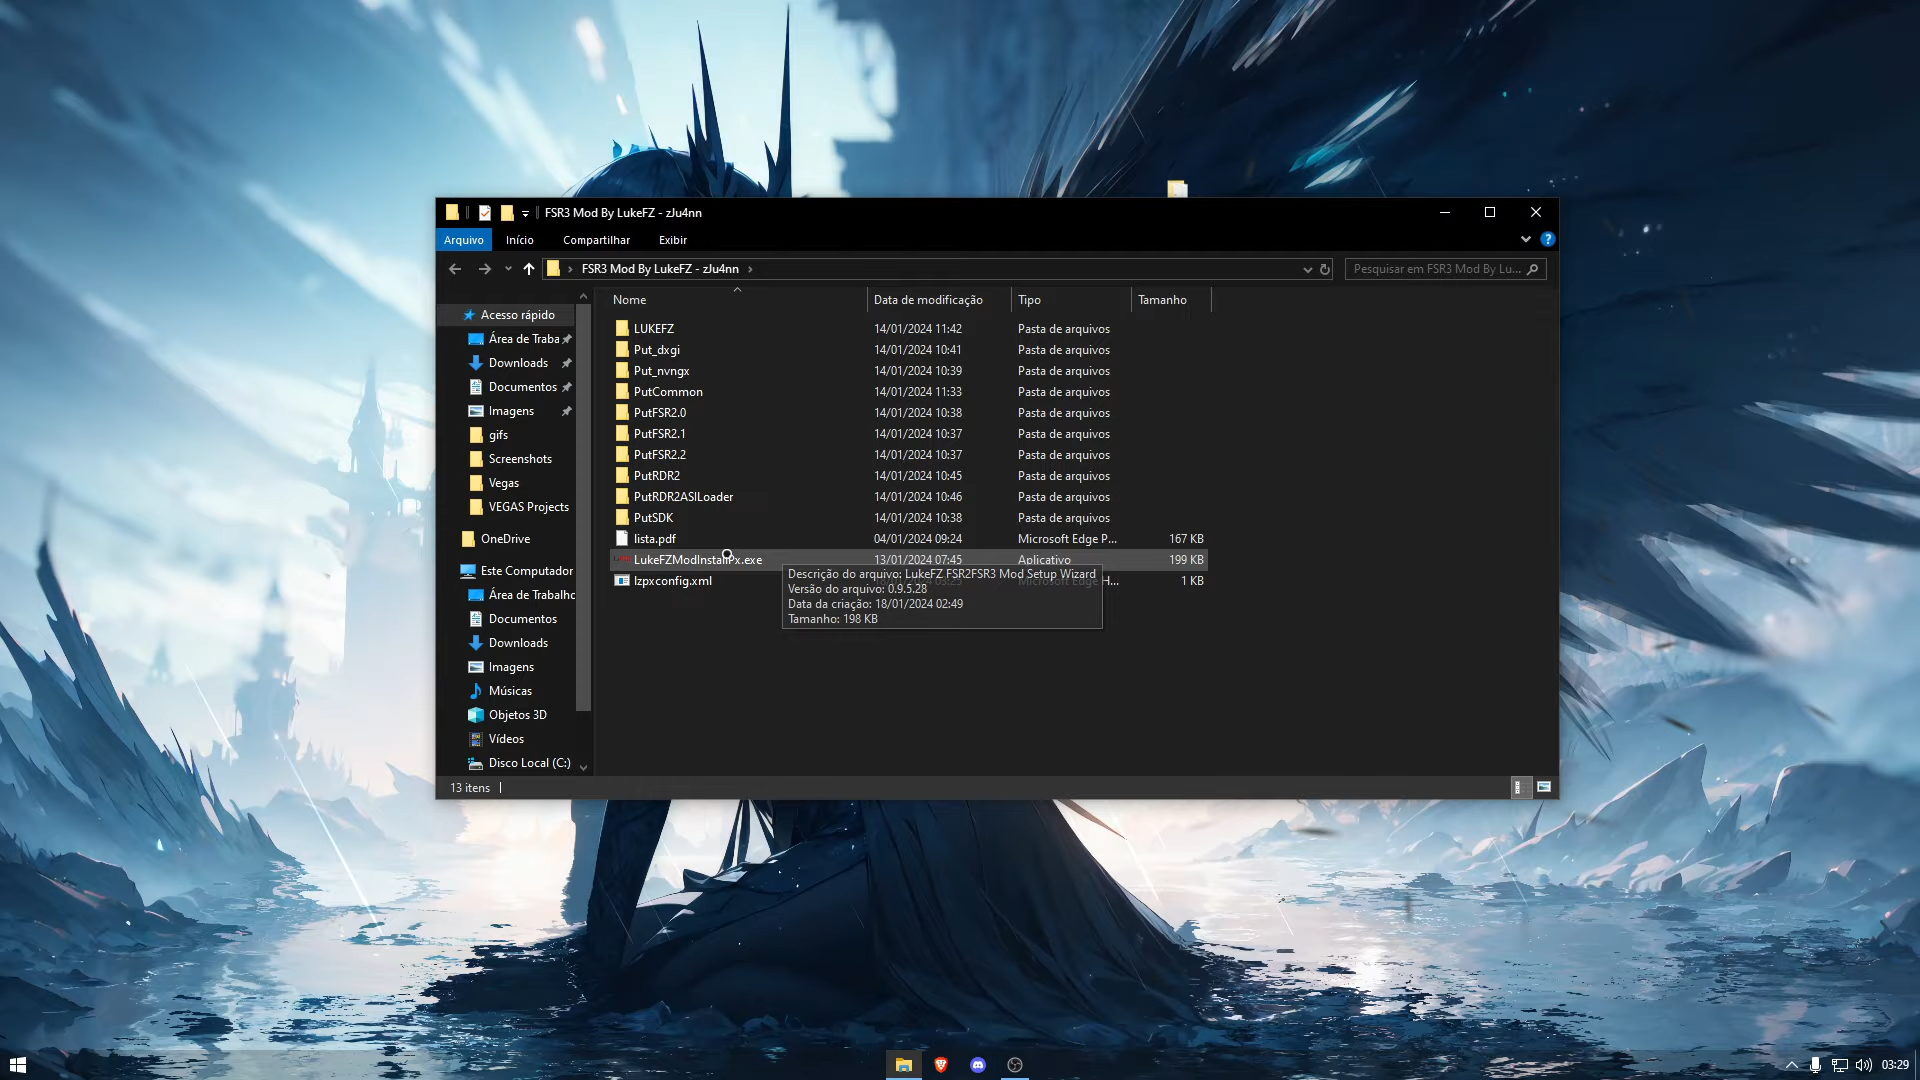 FSR3 Mod By LukeFZ - zJu4nn
Arquivo Início Compartilhar Exibir
FSR3 Mod By LukeFZ - zJu4nn
Pesquisar em FSR3 Mod By Lu...
Nome Data de modificação Tipo Tamanho
Acesso rápido
Área de Traba
Downloads
Documentos
Imagens
gifs
Screenshots
Vegas
VEGAS Projects
OneDrive
Este Computador
Área de Trabalho
Documentos
Downloads
Imagens
Músicas
Objetos 3D
Vídeos
Disco Local (C:)
LUKEFZ 14/01/2024 11:42 Pasta de arquivos
Put_dxgi 14/01/2024 10:41 Pasta de arquivos
Put_nvngx 14/01/2024 10:39 Pasta de arquivos
PutCommon 14/01/2024 11:33 Pasta de arquivos
PutFSR2.0 14/01/2024 10:38 Pasta de arquivos
PutFSR2.1 14/01/2024 10:37 Pasta de arquivos
PutFSR2.2 14/01/2024 10:37 Pasta de arquivos
PutRDR2 14/01/2024 10:45 Pasta de arquivos
PutRDR2ASILoader 14/01/2024 10:46 Pasta de arquivos
PutSDK 14/01/2024 10:38 Pasta de arquivos
lista.pdf 04/01/2024 09:24 Microsoft Edge P... 167 KB
LukeFZModInstallPx.exe 13/01/2024 07:45 Aplicativo 199 KB
lzpxconfig.xml Microsoft Edge H... 1 KB
Descrição do arquivo: LukeFZ FSR2FSR3 Mod Setup Wizard
Versão do arquivo: 0.9.5.28
Data da criação: 18/01/2024 02:49
Tamanho: 198 KB
13 itens
03:29